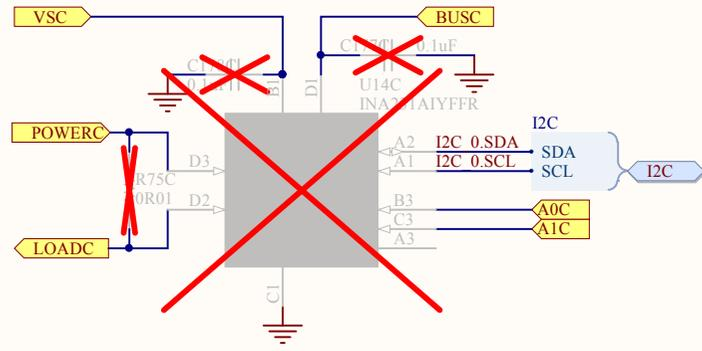 VSC
BUSC
0.1uF
B1
D1
U14C
POWERC
D3
D2
LOADC
A2
A1
B3
C3
A3
C1
I2C_0.SDA
I2C_0.SCL
I2C
SDA
SCL
I2C
A0C
A1C